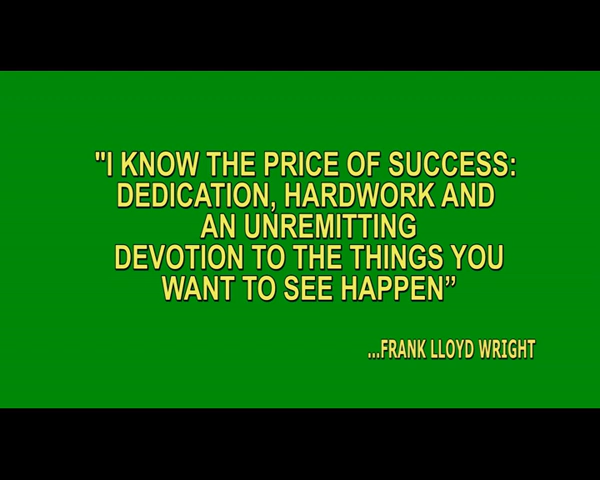 "I KNOW THE PRICE OF SUCCESS:
DEDICATION, HARDWORK AND
AN UNREMITTING
DEVOTION TO THE THINGS YOU
WANT TO SEE HAPPEN”
...FRANK LLOYD WRIGHT